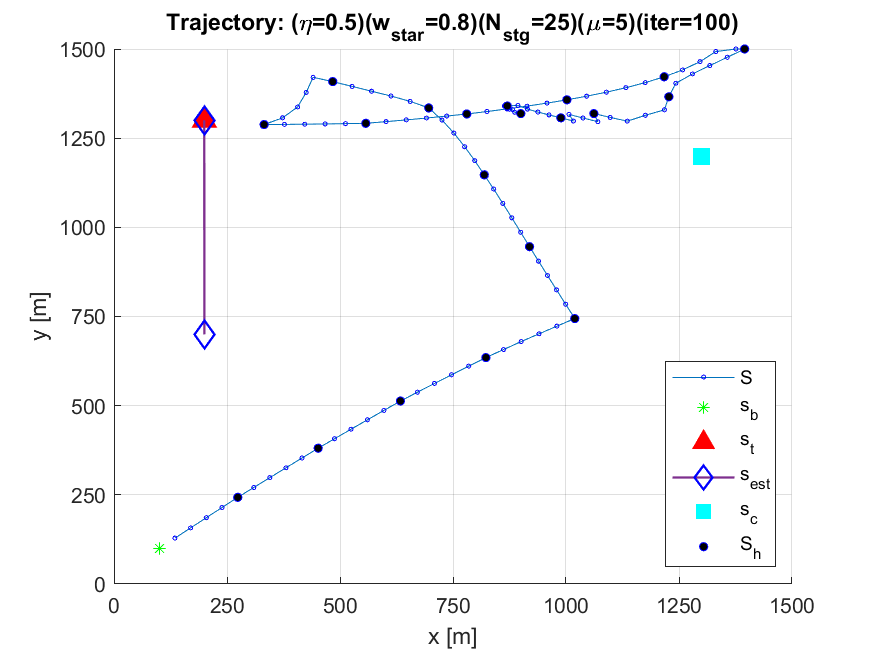 Trajectory: (η=0.5)(w_star=0.8)(N_stg=25)(μ=5)(iter=100)
1500
1250
1000
750
500
250
0
y [m]
0 250 500 750 1000 1250 1500
x [m]
S
s_b
s_t
s_est
s_c
S_h